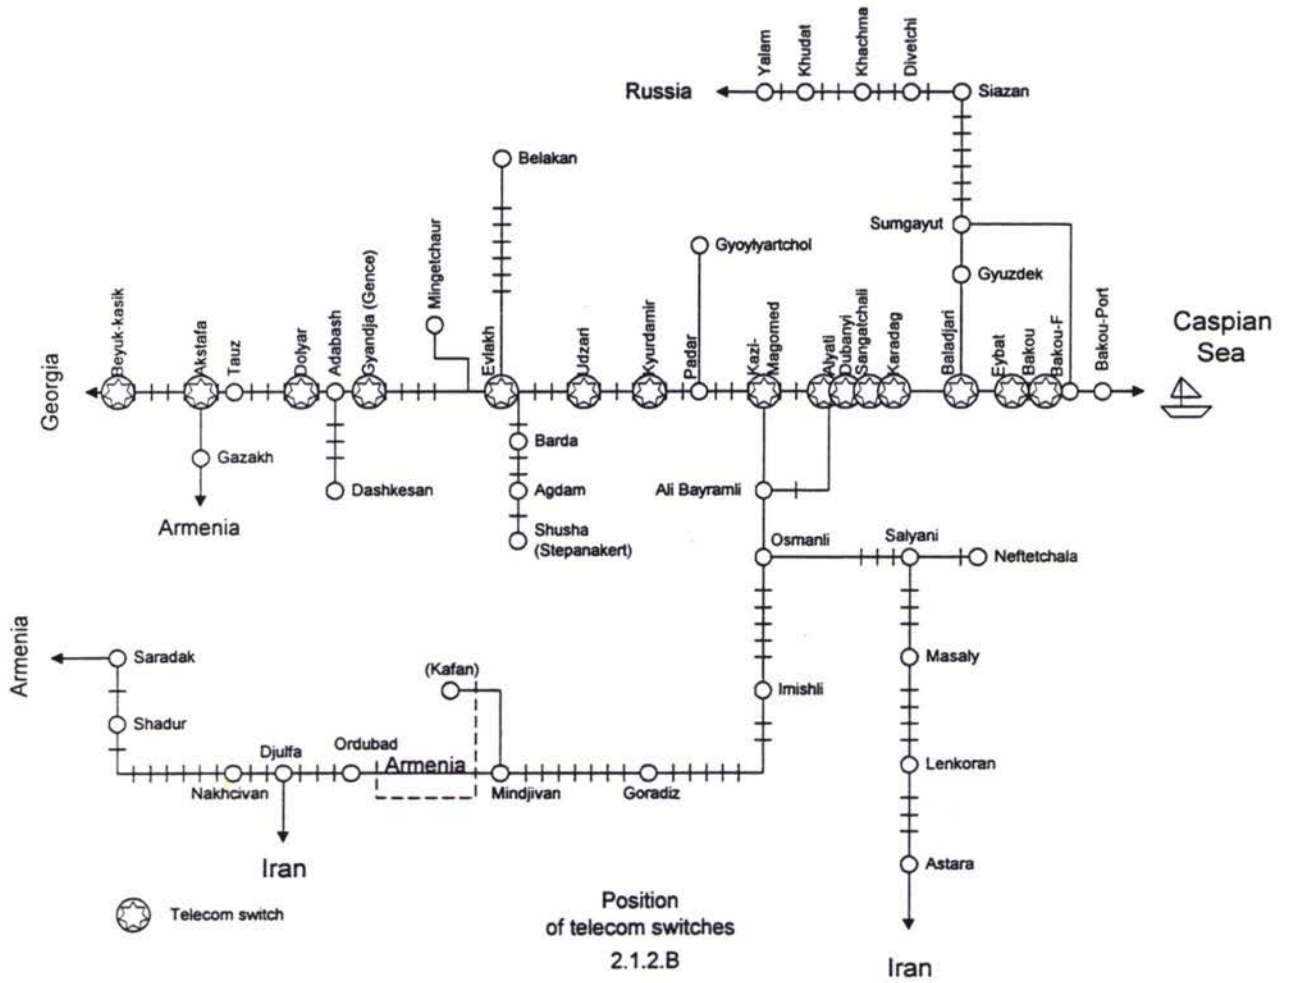 Yalam
Khudat
Khachma
Divetchi
Russia
Siazan
Belakan
Mingetchaur
Gyoylyartchol
Sumgayut
Gyuzdek
Georgia
Beyuk-kasik
Akstafa
Tauz
Dolyar
Adabash
Gyandja (Gence)
Evlakh
Udzari
Kyurdamir
Padar
Kazi-
Magomed
Alyati
Dubanyi
Sangatchali
Karadag
Baladjari
Eybat
Bakou
Bakou-F
Bakou-Port
Caspian
Sea
Gazakh
Armenia
Dashkesan
Barda
Agdam
Shusha
(Stepanakert)
Ali Bayramli
Osmanli
Salyani
Neftetchala
Armenia
Saradak
Shadur
(Kafan)
Imishli
Masaly
Nakhcivan
Djulfa
Ordubad
Armenia
Mindjivan
Goradiz
Lenkoran
Iran
Astara
Iran
Telecom switch
Position
of telecom switches
2.1.2.B